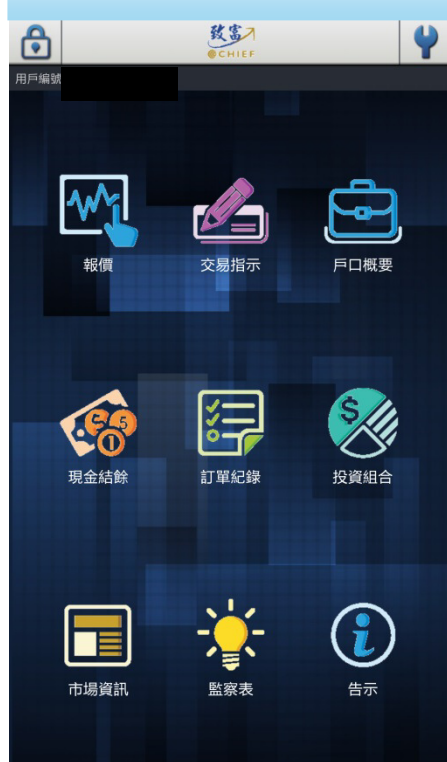 致富
CHIEF
用戶編號
報價
交易指示
戶口概要
現金結餘
訂單紀錄
投資組合
市場資訊
監察表
告示